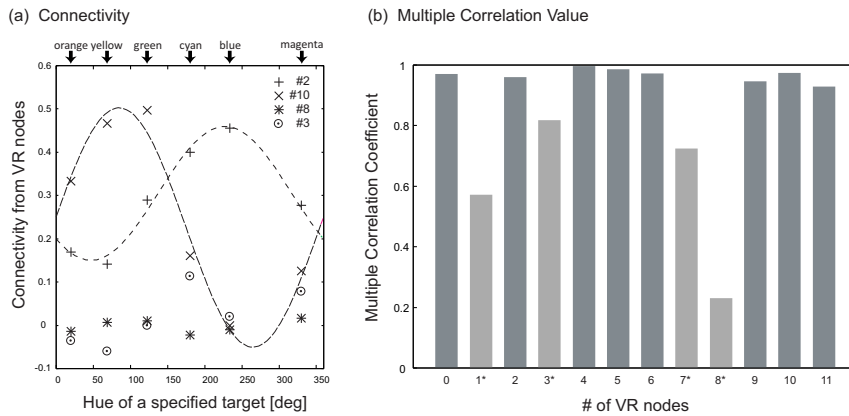 (a) Connectivity
orange yellow green cyan blue magenta
0.6
0.5
0.4
0.3
0.2
0.1
0
-0.1
Connectivity from VR nodes
#2
#10
#8
#3
0 50 100 150 200 250 300 350
Hue of a specified target [deg]
(b) Multiple Correlation Value
1
0.8
0.6
0.4
0.2
0
Multiple Correlation Coefficient
0 1* 2 3* 4 5 6 7* 8* 9 10 11
# of VR nodes